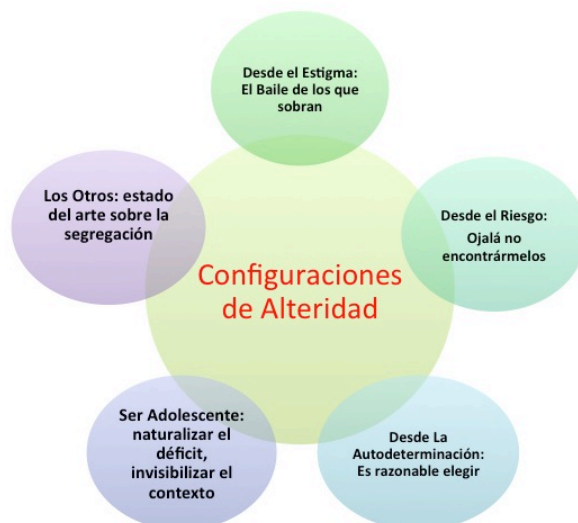 Desde el Estigma:
El Baile de los que
sobran
Los Otros: estado
del arte sobre la
segregación
Desde el Riesgo:
Ojalá no
encontrármelos
Configuraciones
de Alteridad
Ser Adolescente:
naturalizar el
déficit,
invisibilizar el
contexto
Desde La
Autodeterminación:
Es razonable elegir